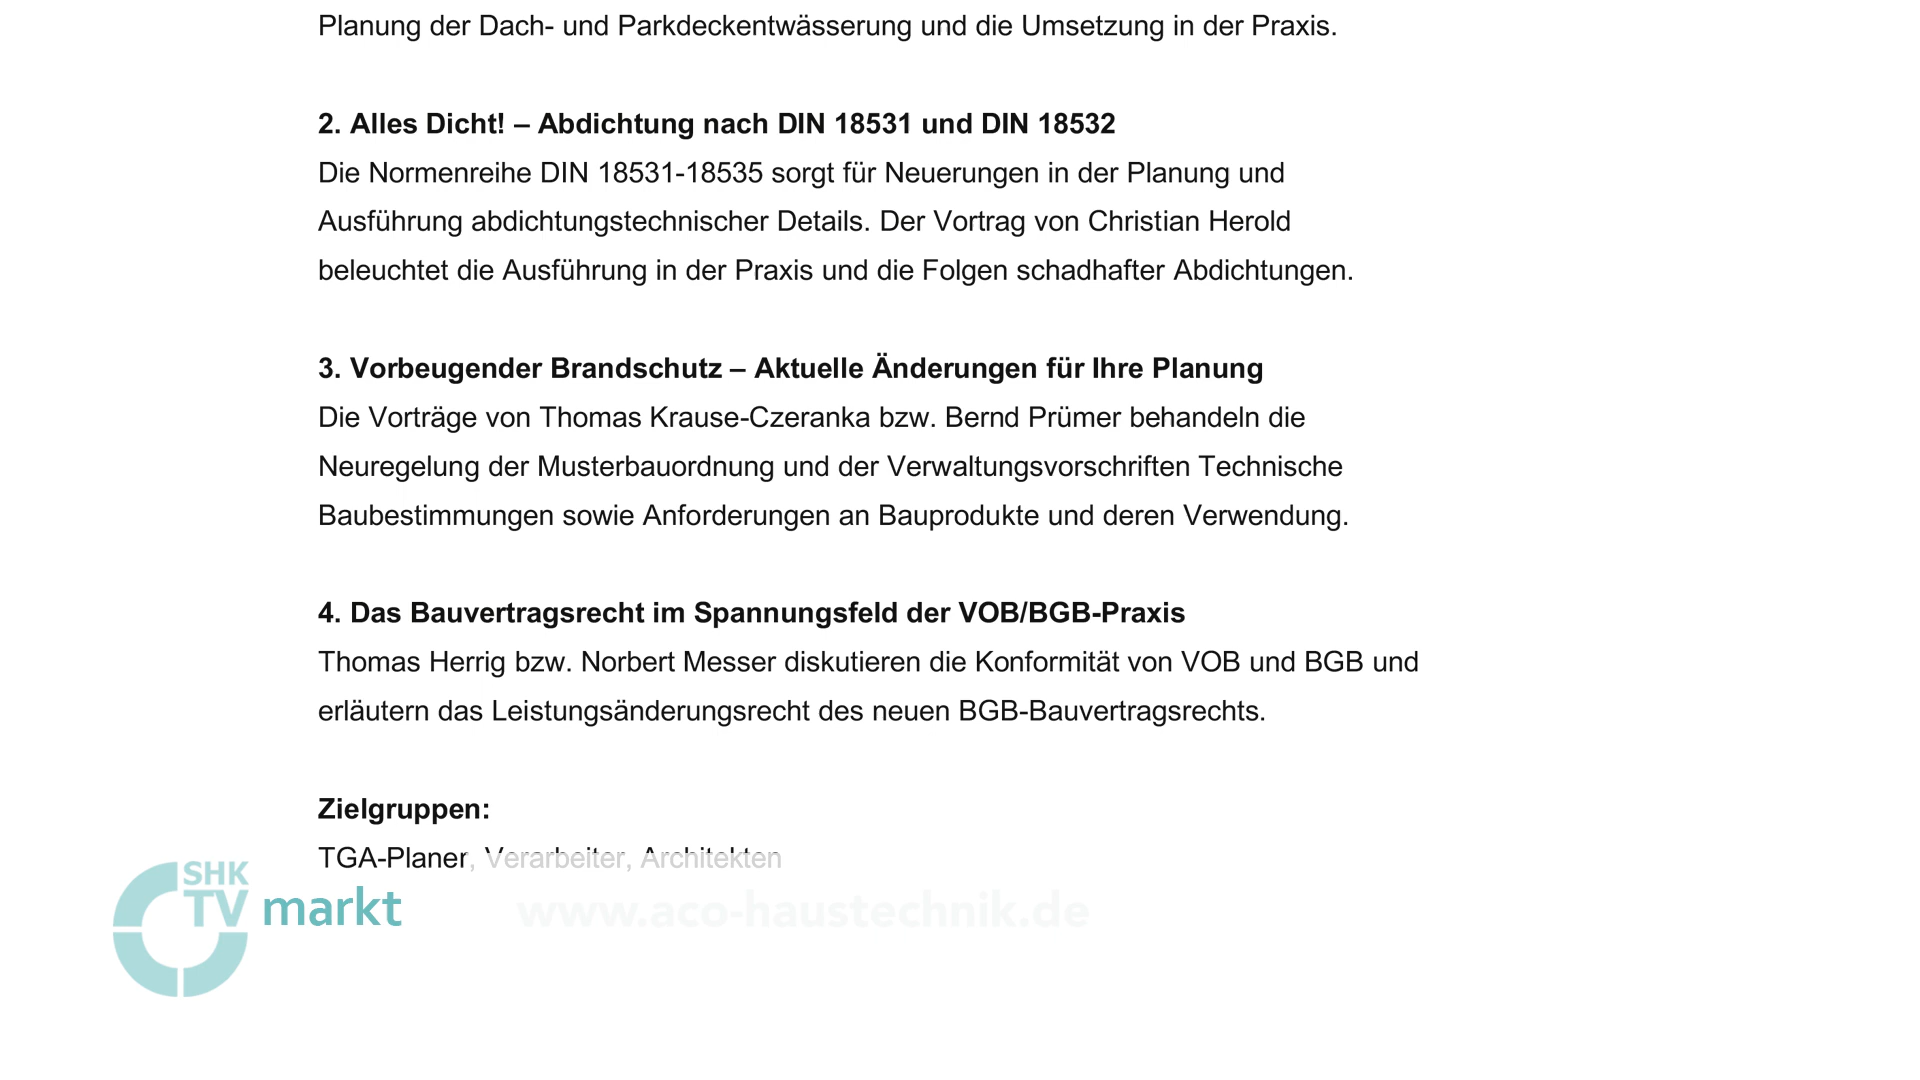 Planung der Dach- und Parkdeckentwässerung und die Umsetzung in der Praxis.
2. Alles Dicht! – Abdichtung nach DIN 18531 und DIN 18532
Die Normenreihe DIN 18531-18535 sorgt für Neuerungen in der Planung und
Ausführung abdichtungstechnischer Details. Der Vortrag von Christian Herold
beleuchtet die Ausführung in der Praxis und die Folgen schadhafter Abdichtungen.
3. Vorbeugender Brandschutz – Aktuelle Änderungen für Ihre Planung
Die Vorträge von Thomas Krause-Czeranka bzw. Bernd Prümer behandeln die
Neuregelung der Musterbauordnung und der Verwaltungsvorschriften Technische
Baubestimmungen sowie Anforderungen an Bauprodukte und deren Verwendung.
4. Das Bauvertragsrecht im Spannungsfeld der VOB/BGB-Praxis
Thomas Herrig bzw. Norbert Messer diskutieren die Konformität von VOB und BGB und
erläutern das Leistungsänderungsrecht des neuen BGB-Bauvertragsrechts.
Zielgruppen:
TGA-Planer, Verarbeiter, Architekten
SHK
TV markt
www.aco-haustechnik.de